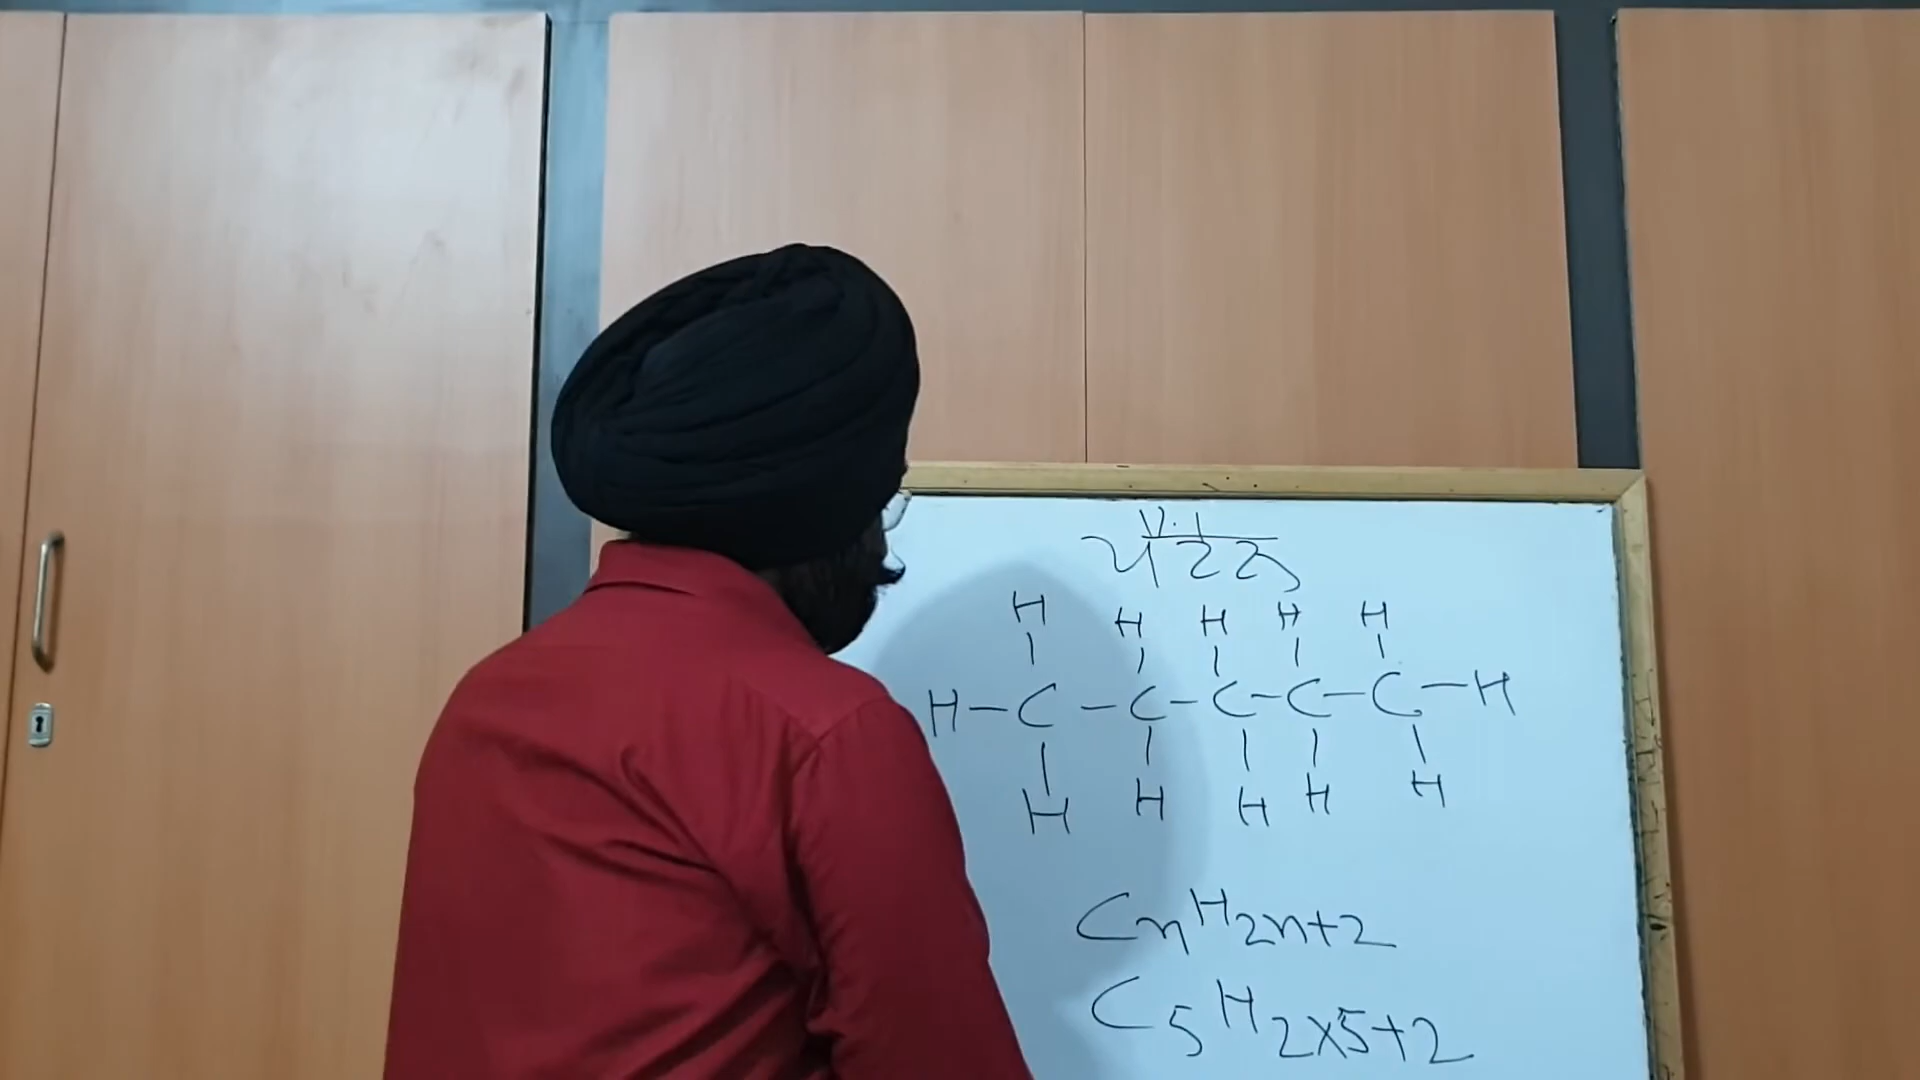 H H H H H
H-C-C-C-C-C-H
H H H H H
CnH2n+2
C5H2x5+2